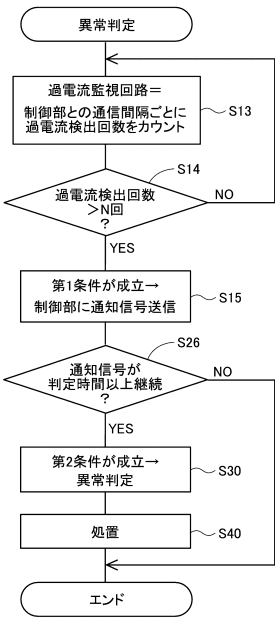 異常判定
過電流監視回路＝
制御部との通信間隔ごとに
過電流検出回数をカウント
S13
S14
過電流検出回数
＞N回
？
NO
YES
第1条件が成立→
制御部に通知信号送信
S15
S26
通知信号が
判定時間以上継続
？
NO
YES
第2条件が成立→
異常判定
S30
処置
S40
エンド